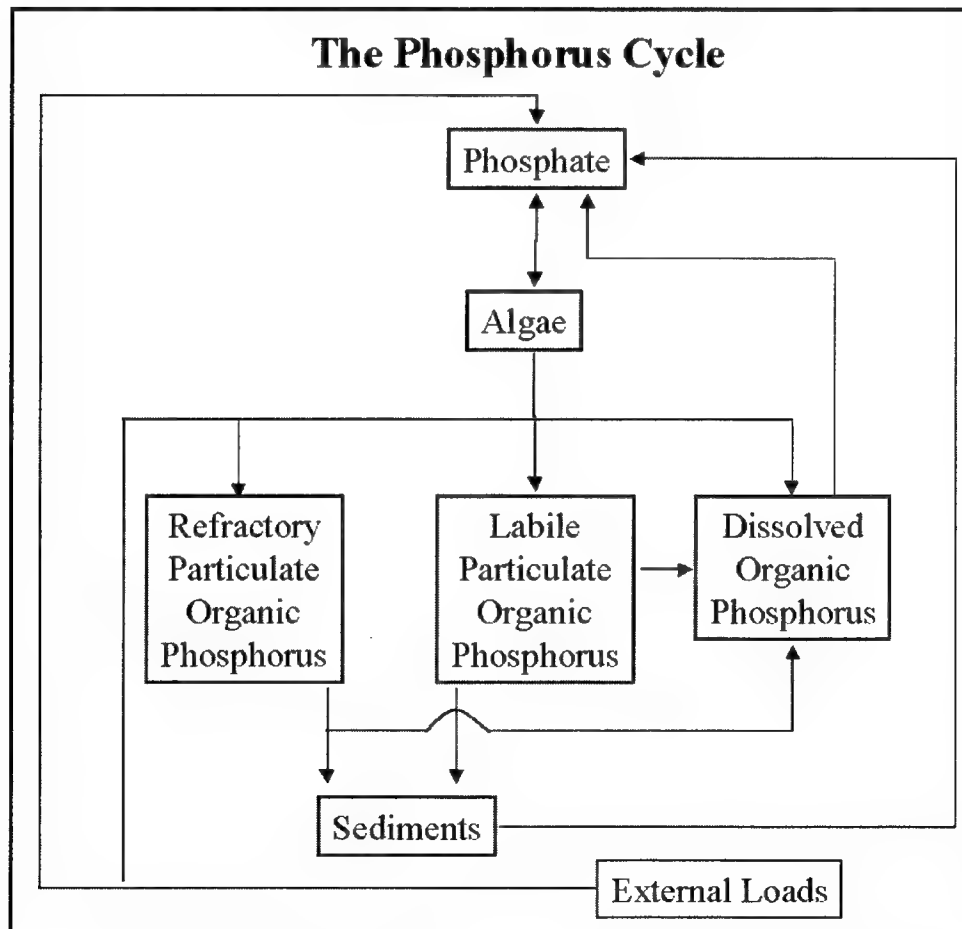 The Phosphorus Cycle
Phosphate
Algae
Refractory
Particulate
Organic
Phosphorus
Labile
Particulate
Organic
Phosphorus
Dissolved
Organic
Phosphorus
Sediments
External Loads